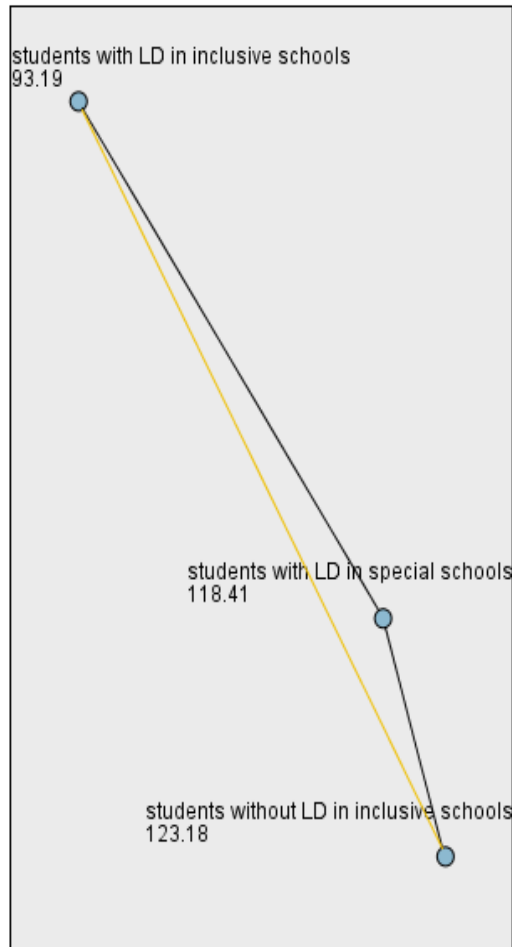 students with LD in inclusive schools
93.19
students with LD in special schools
118.41
students without LD in inclusive schools
123.18